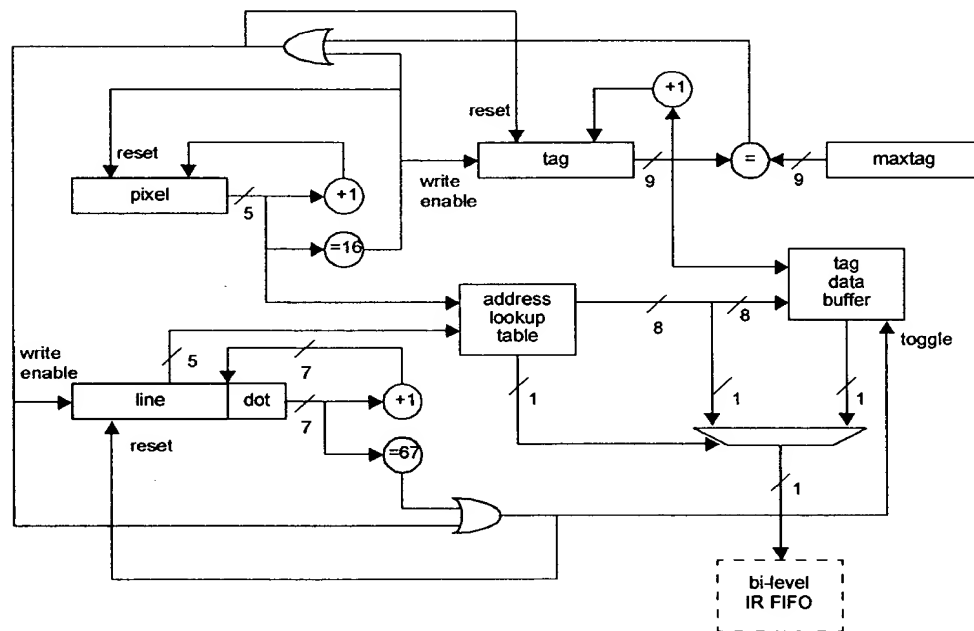 +1
reset
tag
=
maxtag
9
9
write
enable
reset
pixel
5
+1
=16
tag
data
buffer
address
lookup
table
8
8
toggle
5
7
write
enable
line
dot
7
+1
1
1
1
reset
=67
1
bi-level
IR FIFO